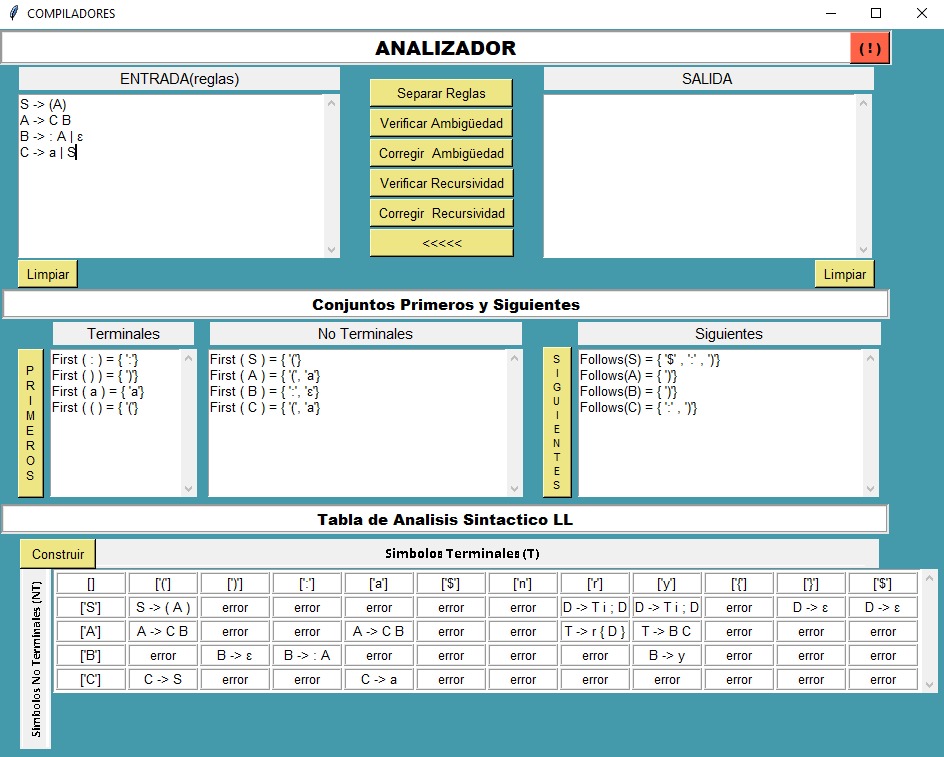 COMPILADORES
ANALIZADOR
(!)
ENTRADA(reglas)
S -> (A)
A -> C B
B -> : A | ε
C -> a | S
Limpiar
Separar Reglas
Verificar Ambigüedad
Corregir Ambigüedad
Verificar Recursividad
Corregir Recursividad
<<<<<
SALIDA
Limpiar
Conjuntos Primeros y Siguientes
PRIMEROS
Terminales
First ( : ) = { ':'}
First ( ) ) = { ')'}
First ( a ) = { 'a'}
First ( ( ) = { '('}
No Terminales
First ( S ) = { '('}
First ( A ) = { '(', 'a'}
First ( B ) = { ':', 'ε'}
First ( C ) = { '(', 'a'}
SIGUIENTES
Siguientes
Follows(S) = { '$' , ':' , ')'}
Follows(A) = { ')'}
Follows(B) = { ')'}
Follows(C) = { ':' , ')'}
Tabla de Analisis Sintactico LL
Construir
Simbolos Terminales (T)
Simbolos No Terminales (NT)
[] ['('] [')'] [':'] ['a'] ['$'] ['n'] ['r'] ['y'] ['{'] ['}'] ['$']
['S'] S -> ( A ) error error error error error D -> T i ; D D -> T i ; D error D -> ε D -> ε
['A'] A -> C B error error A -> C B error error T -> r { D } T -> B C error error error
['B'] error B -> ε B -> : A error error error error B -> y error error error
['C'] C -> S error error C -> a error error error error error error error